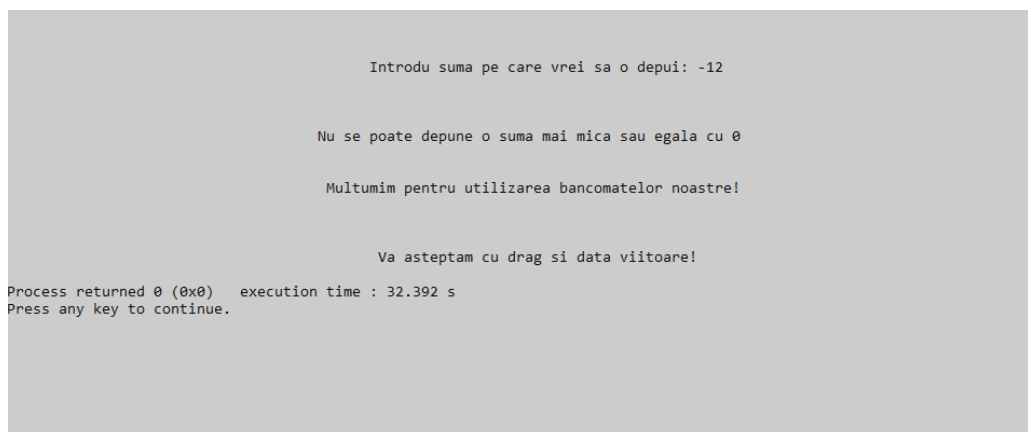 Introdu suma pe care vrei sa o depui: -12
Nu se poate depune o suma mai mica sau egala cu 0
Multumim pentru utilizarea bancomatelor noastre!
Va asteptam cu drag si data viitoare!
Process returned 0 (0x0)   execution time : 32.392 s
Press any key to continue.